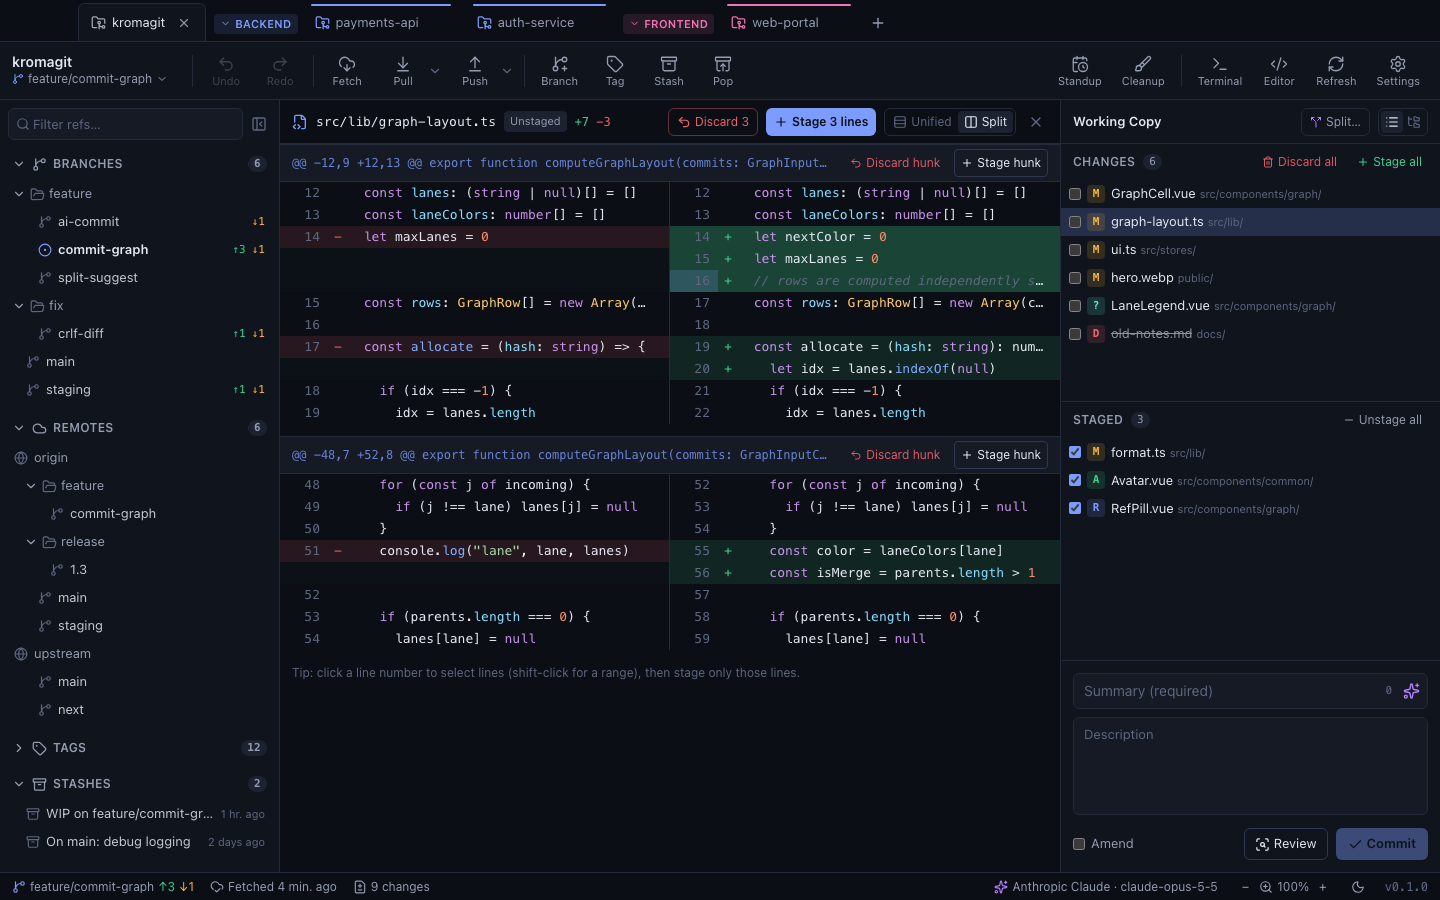 kromagit
BACKEND
payments-api
auth-service
FRONTEND
web-portal
kromagit
feature/commit-graph
Undo
Redo
Fetch
Pull
Push
Branch
Tag
Stash
Pop
Standup
Cleanup
Terminal
Editor
Refresh
Settings
Filter refs...
BRANCHES 6
feature
ai-commit ↓1
commit-graph ↑3 ↓1
split-suggest
fix
crlf-diff ↑1 ↓1
main
staging ↑1 ↓1
REMOTES 6
origin
feature
commit-graph
release
1.3
main
staging
upstream
main
next
TAGS 12
STASHES 2
WIP on feature/commit-gr... 1 hr. ago
On main: debug logging 2 days ago
src/lib/graph-layout.ts Unstaged +7 −3
Discard 3
+ Stage 3 lines
Unified
Split
@@ −12,9 +12,13 @@ export function computeGraphLayout(commits: GraphInput…
Discard hunk
+ Stage hunk
12 const lanes: (string | null)[] = []
13 const laneColors: number[] = []
14 − let maxLanes = 0
15 const rows: GraphRow[] = new Array(…
16
17 − const allocate = (hash: string) => {
18 if (idx === −1) {
19 idx = lanes.length
12 const lanes: (string | null)[] = []
13 const laneColors: number[] = []
14 + let nextColor = 0
15 + let maxLanes = 0
16 + // rows are computed independently s…
17 const rows: GraphRow[] = new Array(c…
18
19 + const allocate = (hash: string): num…
20 + let idx = lanes.indexOf(null)
21 if (idx === −1) {
22 idx = lanes.length
@@ −48,7 +52,8 @@ export function computeGraphLayout(commits: GraphInputC…
Discard hunk
+ Stage hunk
48 for (const j of incoming) {
49 if (j !== lane) lanes[j] = null
50 }
51 − console.log("lane", lane, lanes)
52
53 if (parents.length === 0) {
54 lanes[lane] = null
52 for (const j of incoming) {
53 if (j !== lane) lanes[j] = null
54 }
55 + const color = laneColors[lane]
56 + const isMerge = parents.length > 1
57
58 if (parents.length === 0) {
59 lanes[lane] = null
Tip: click a line number to select lines (shift-click for a range), then stage only those lines.
Working Copy
Split...
CHANGES 6
Discard all
+ Stage all
M GraphCell.vue src/components/graph/
M graph-layout.ts src/lib/
M ui.ts src/stores/
M hero.webp public/
? LaneLegend.vue src/components/graph/
D old-notes.md docs/
STAGED 3
− Unstage all
M format.ts src/lib/
A Avatar.vue src/components/common/
R RefPill.vue src/components/graph/
Summary (required) 0
Description
Amend
Review
Commit
feature/commit-graph ↑3 ↓1
Fetched 4 min. ago
9 changes
Anthropic Claude · claude-opus-5-5
− 100% +
v0.1.0